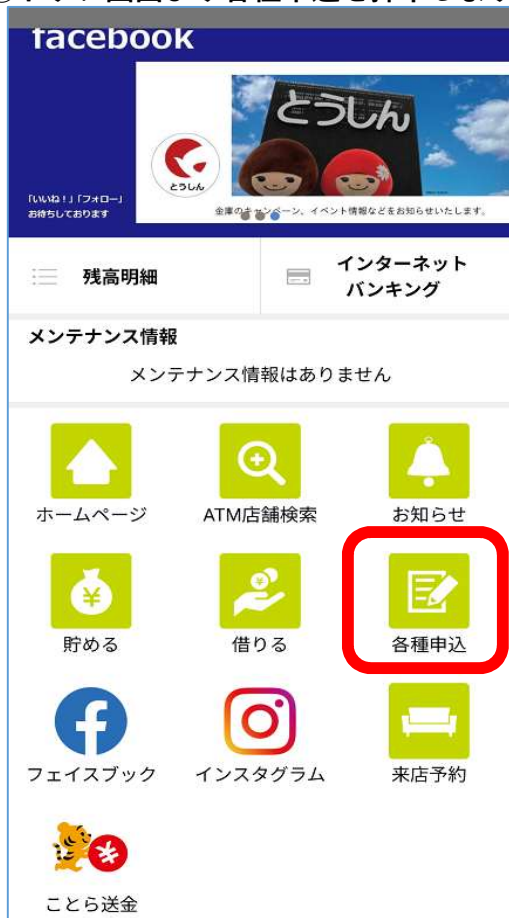 facebook
とうしん
とうしん
「いいね！」「フォロー」
お待ちしております
金庫のキャンペーン、イベント情報などをお知らせいたします。
残高明細
インターネット
バンキング
メンテナンス情報
メンテナンス情報はありません
ホームページ
ATM店舗検索
お知らせ
貯める
借りる
各種申込
フェイスブック
インスタグラム
来店予約
ことら送金